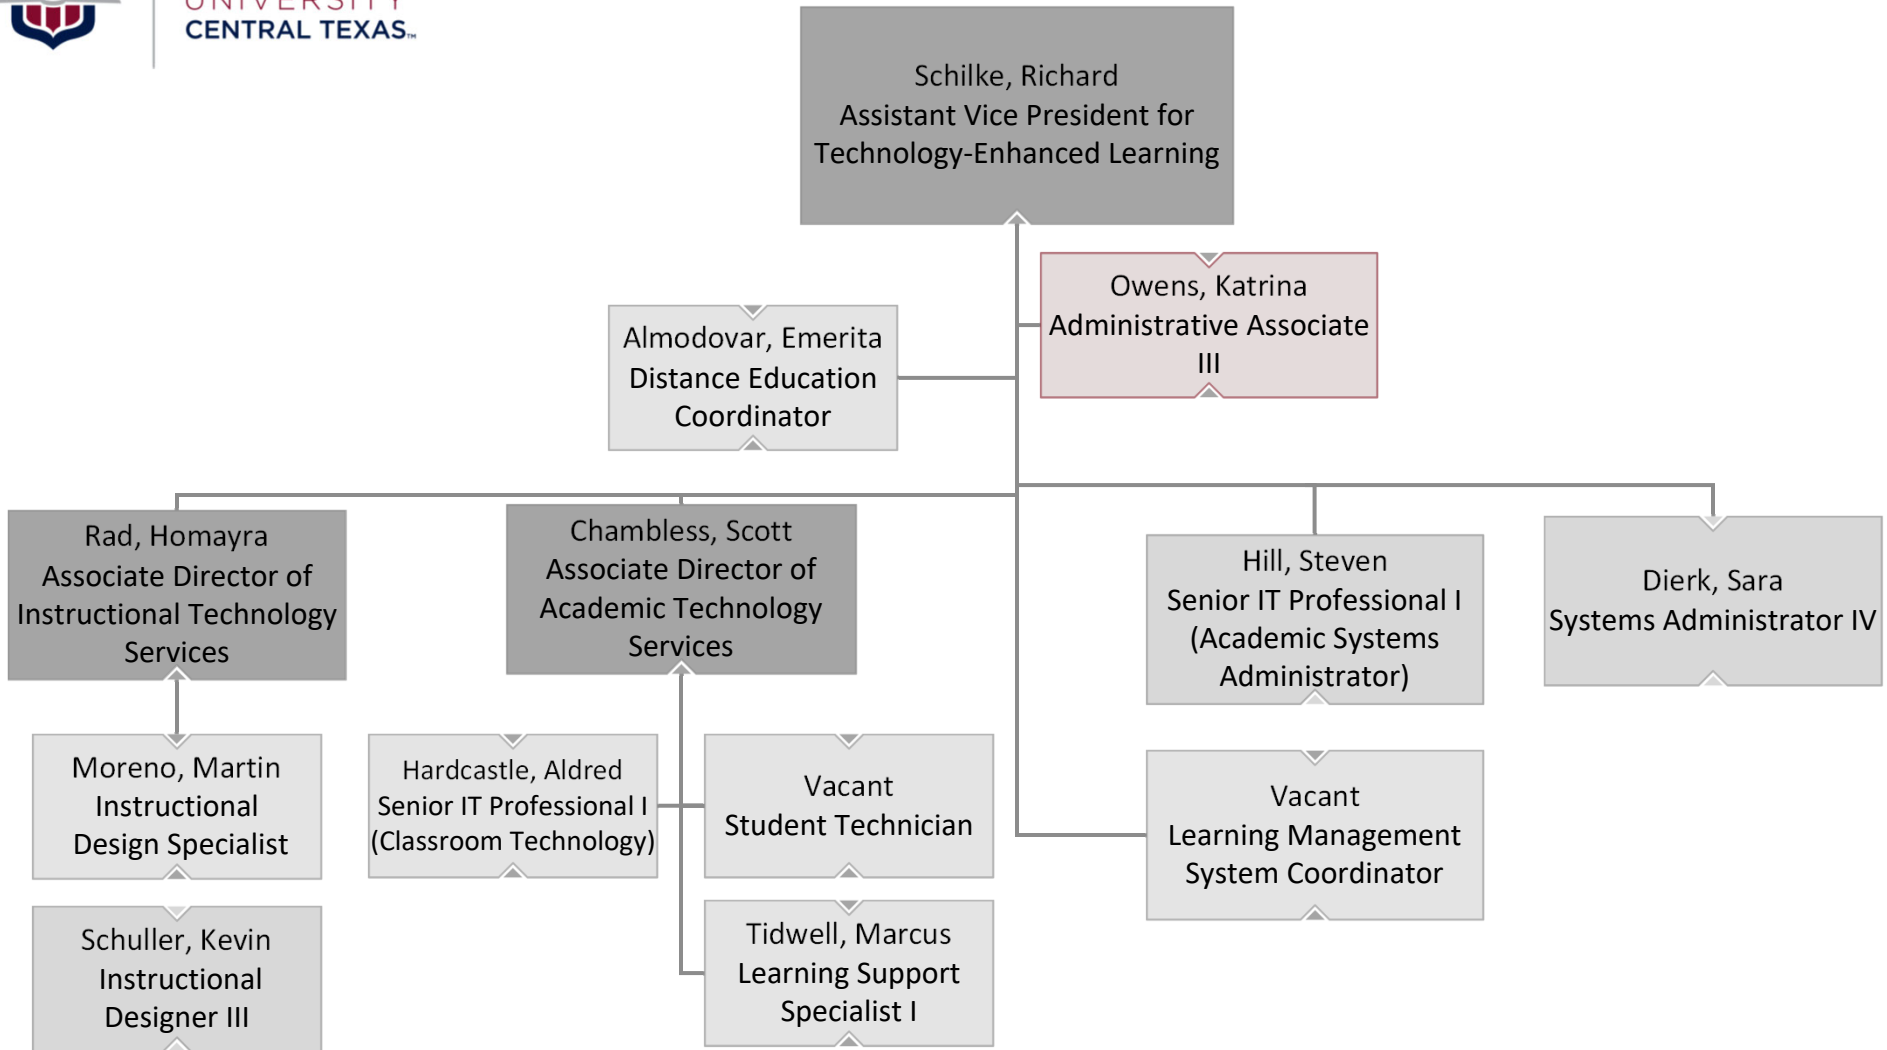 UNIVERSITY
CENTRAL TEXAS™
Schilke, Richard
Assistant Vice President for
Technology-Enhanced Learning
Owens, Katrina
Administrative Associate
III
Almodovar, Emerita
Distance Education
Coordinator
Rad, Homayra
Associate Director of
Instructional Technology
Services
Chambless, Scott
Associate Director of
Academic Technology
Services
Hill, Steven
Senior IT Professional I
(Academic Systems
Administrator)
Dierk, Sara
Systems Administrator IV
Moreno, Martin
Instructional
Design Specialist
Hardcastle, Aldred
Senior IT Professional I
(Classroom Technology)
Vacant
Student Technician
Vacant
Learning Management
System Coordinator
Schuller, Kevin
Instructional
Designer III
Tidwell, Marcus
Learning Support
Specialist I